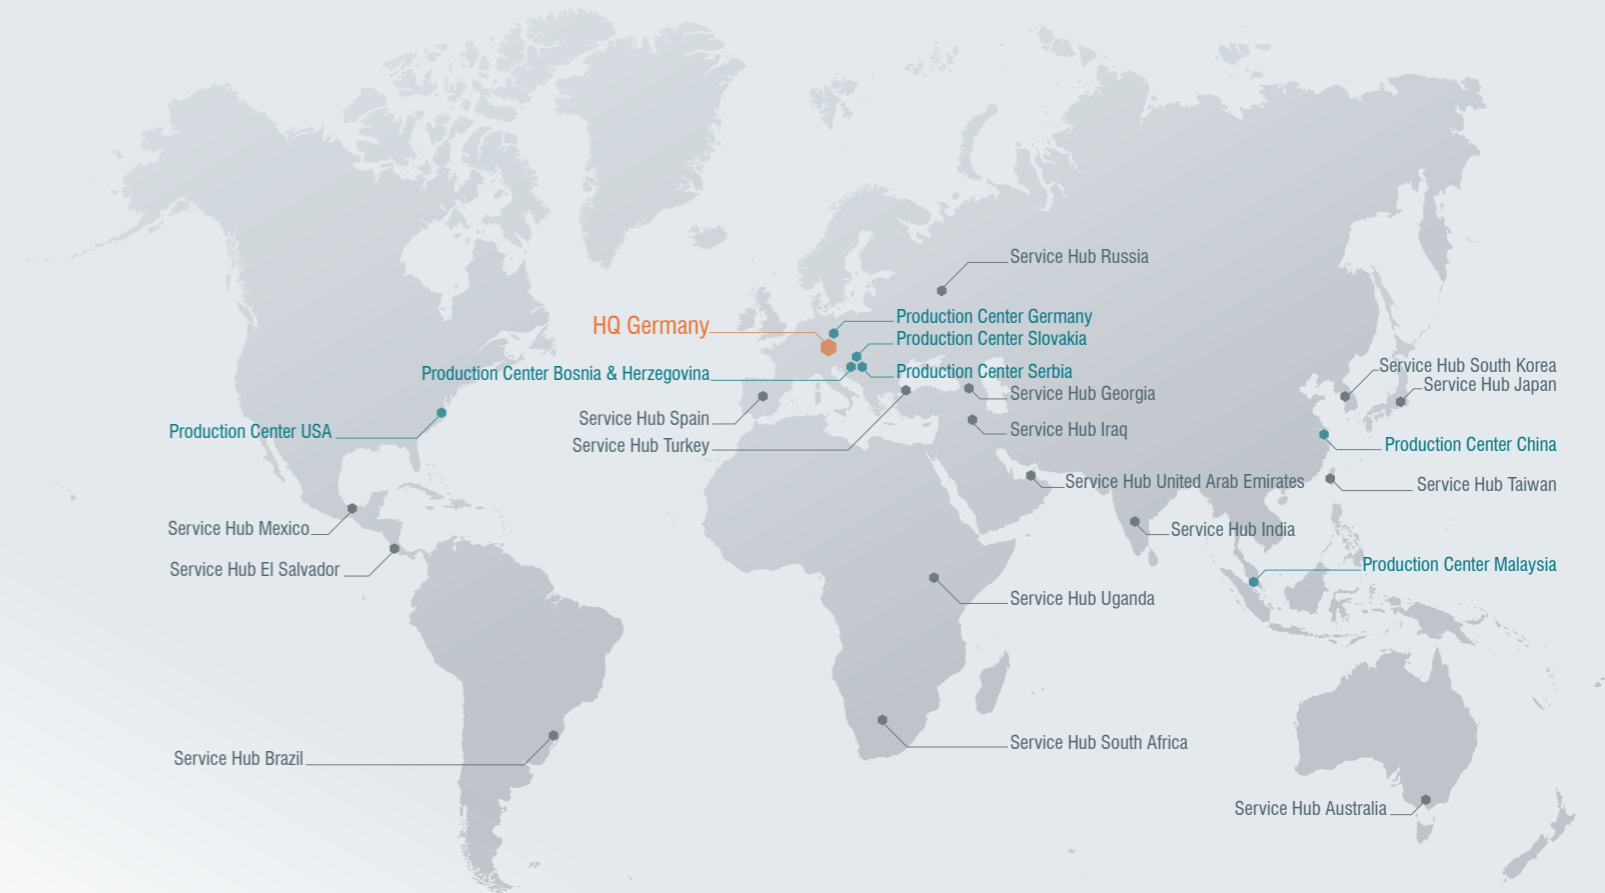 Service Hub Russia
HQ Germany
Production Center Germany
Production Center Slovakia
Production Center Bosnia & Herzegovina
Production Center Serbia
Service Hub South Korea
Service Hub Japan
Service Hub Georgia
Service Hub Spain
Production Center USA
Service Hub Iraq
Service Hub Turkey
Production Center China
Service Hub United Arab Emirates
Service Hub Taiwan
Service Hub Mexico
Service Hub India
Service Hub El Salvador
Production Center Malaysia
Service Hub Uganda
Service Hub South Africa
Service Hub Brazil
Service Hub Australia